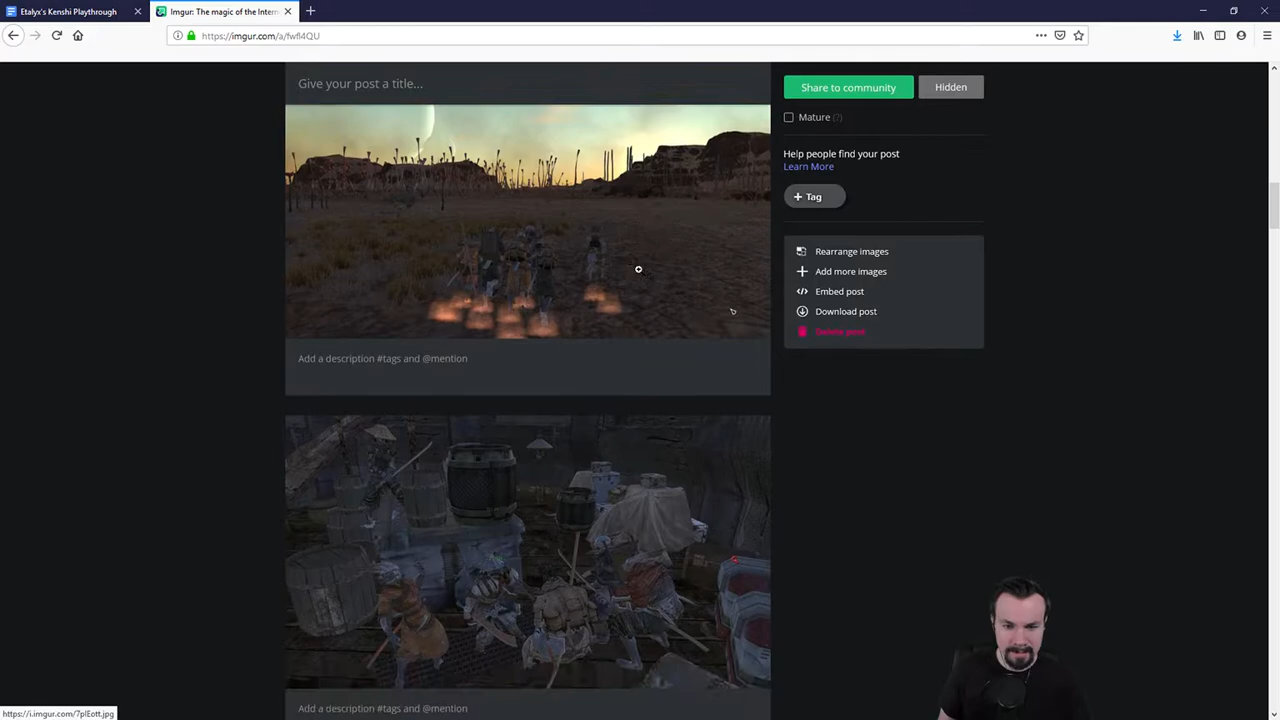 Etalyx's Kenshi Playthrough
Imgur: The magic of the Intern
https://imgur.com/a/fwfl4QU
Give your post a title...
Share to community
Hidden
Mature (?)
Help people find your post
Learn More
+ Tag
Rearrange images
Add more images
Embed post
Download post
Delete post
Add a description #tags and @mention
Add a description #tags and @mention
https://i.imgur.com/7plEott.jpg